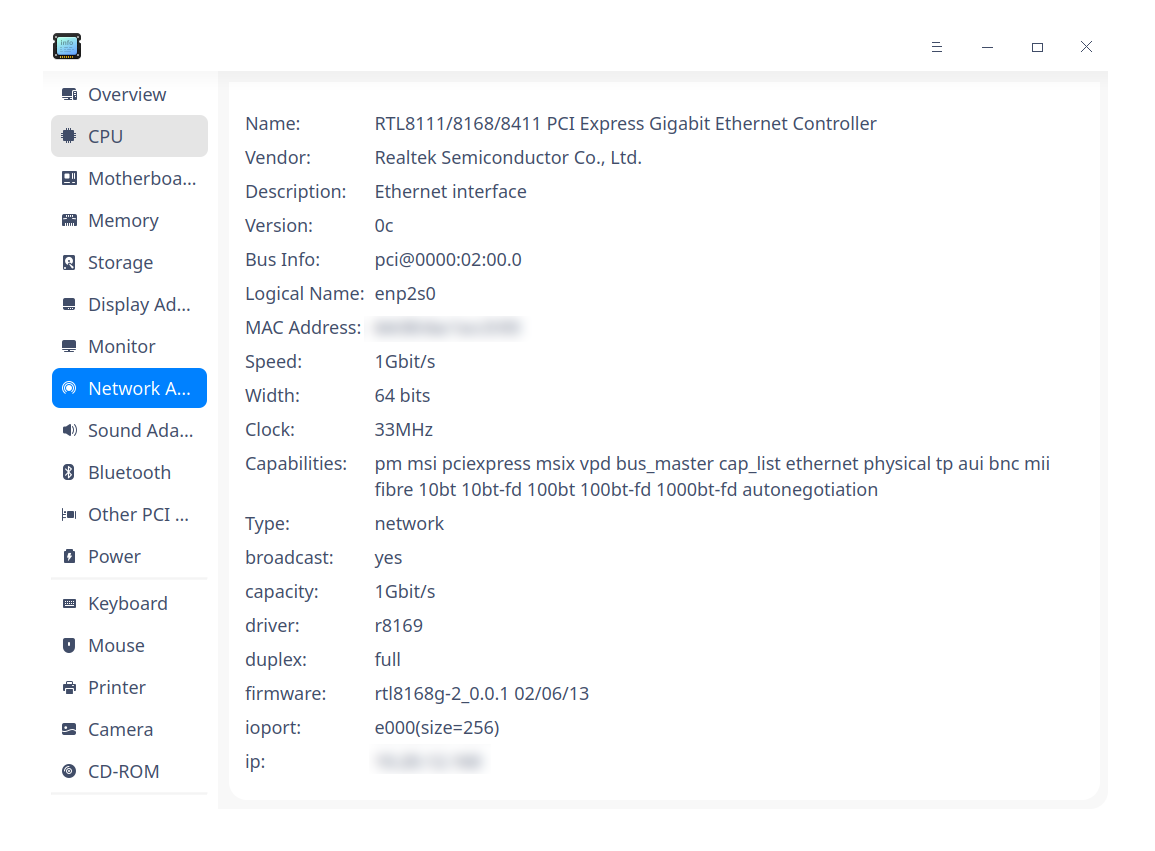 Info
Overview
CPU
Motherboa...
Memory
Storage
Display Ad...
Monitor
Network A...
Sound Ada...
Bluetooth
Other PCI ...
Power
Keyboard
Mouse
Printer
Camera
CD-ROM
Name: RTL8111/8168/8411 PCI Express Gigabit Ethernet Controller
Vendor: Realtek Semiconductor Co., Ltd.
Description: Ethernet interface
Version: 0c
Bus Info: pci@0000:02:00.0
Logical Name: enp2s0
MAC Address:
Speed: 1Gbit/s
Width: 64 bits
Clock: 33MHz
Capabilities: pm msi pciexpress msix vpd bus_master cap_list ethernet physical tp aui bnc mii
fibre 10bt 10bt-fd 100bt 100bt-fd 1000bt-fd autonegotiation
Type: network
broadcast: yes
capacity: 1Gbit/s
driver: r8169
duplex: full
firmware: rtl8168g-2_0.0.1 02/06/13
ioport: e000(size=256)
ip: